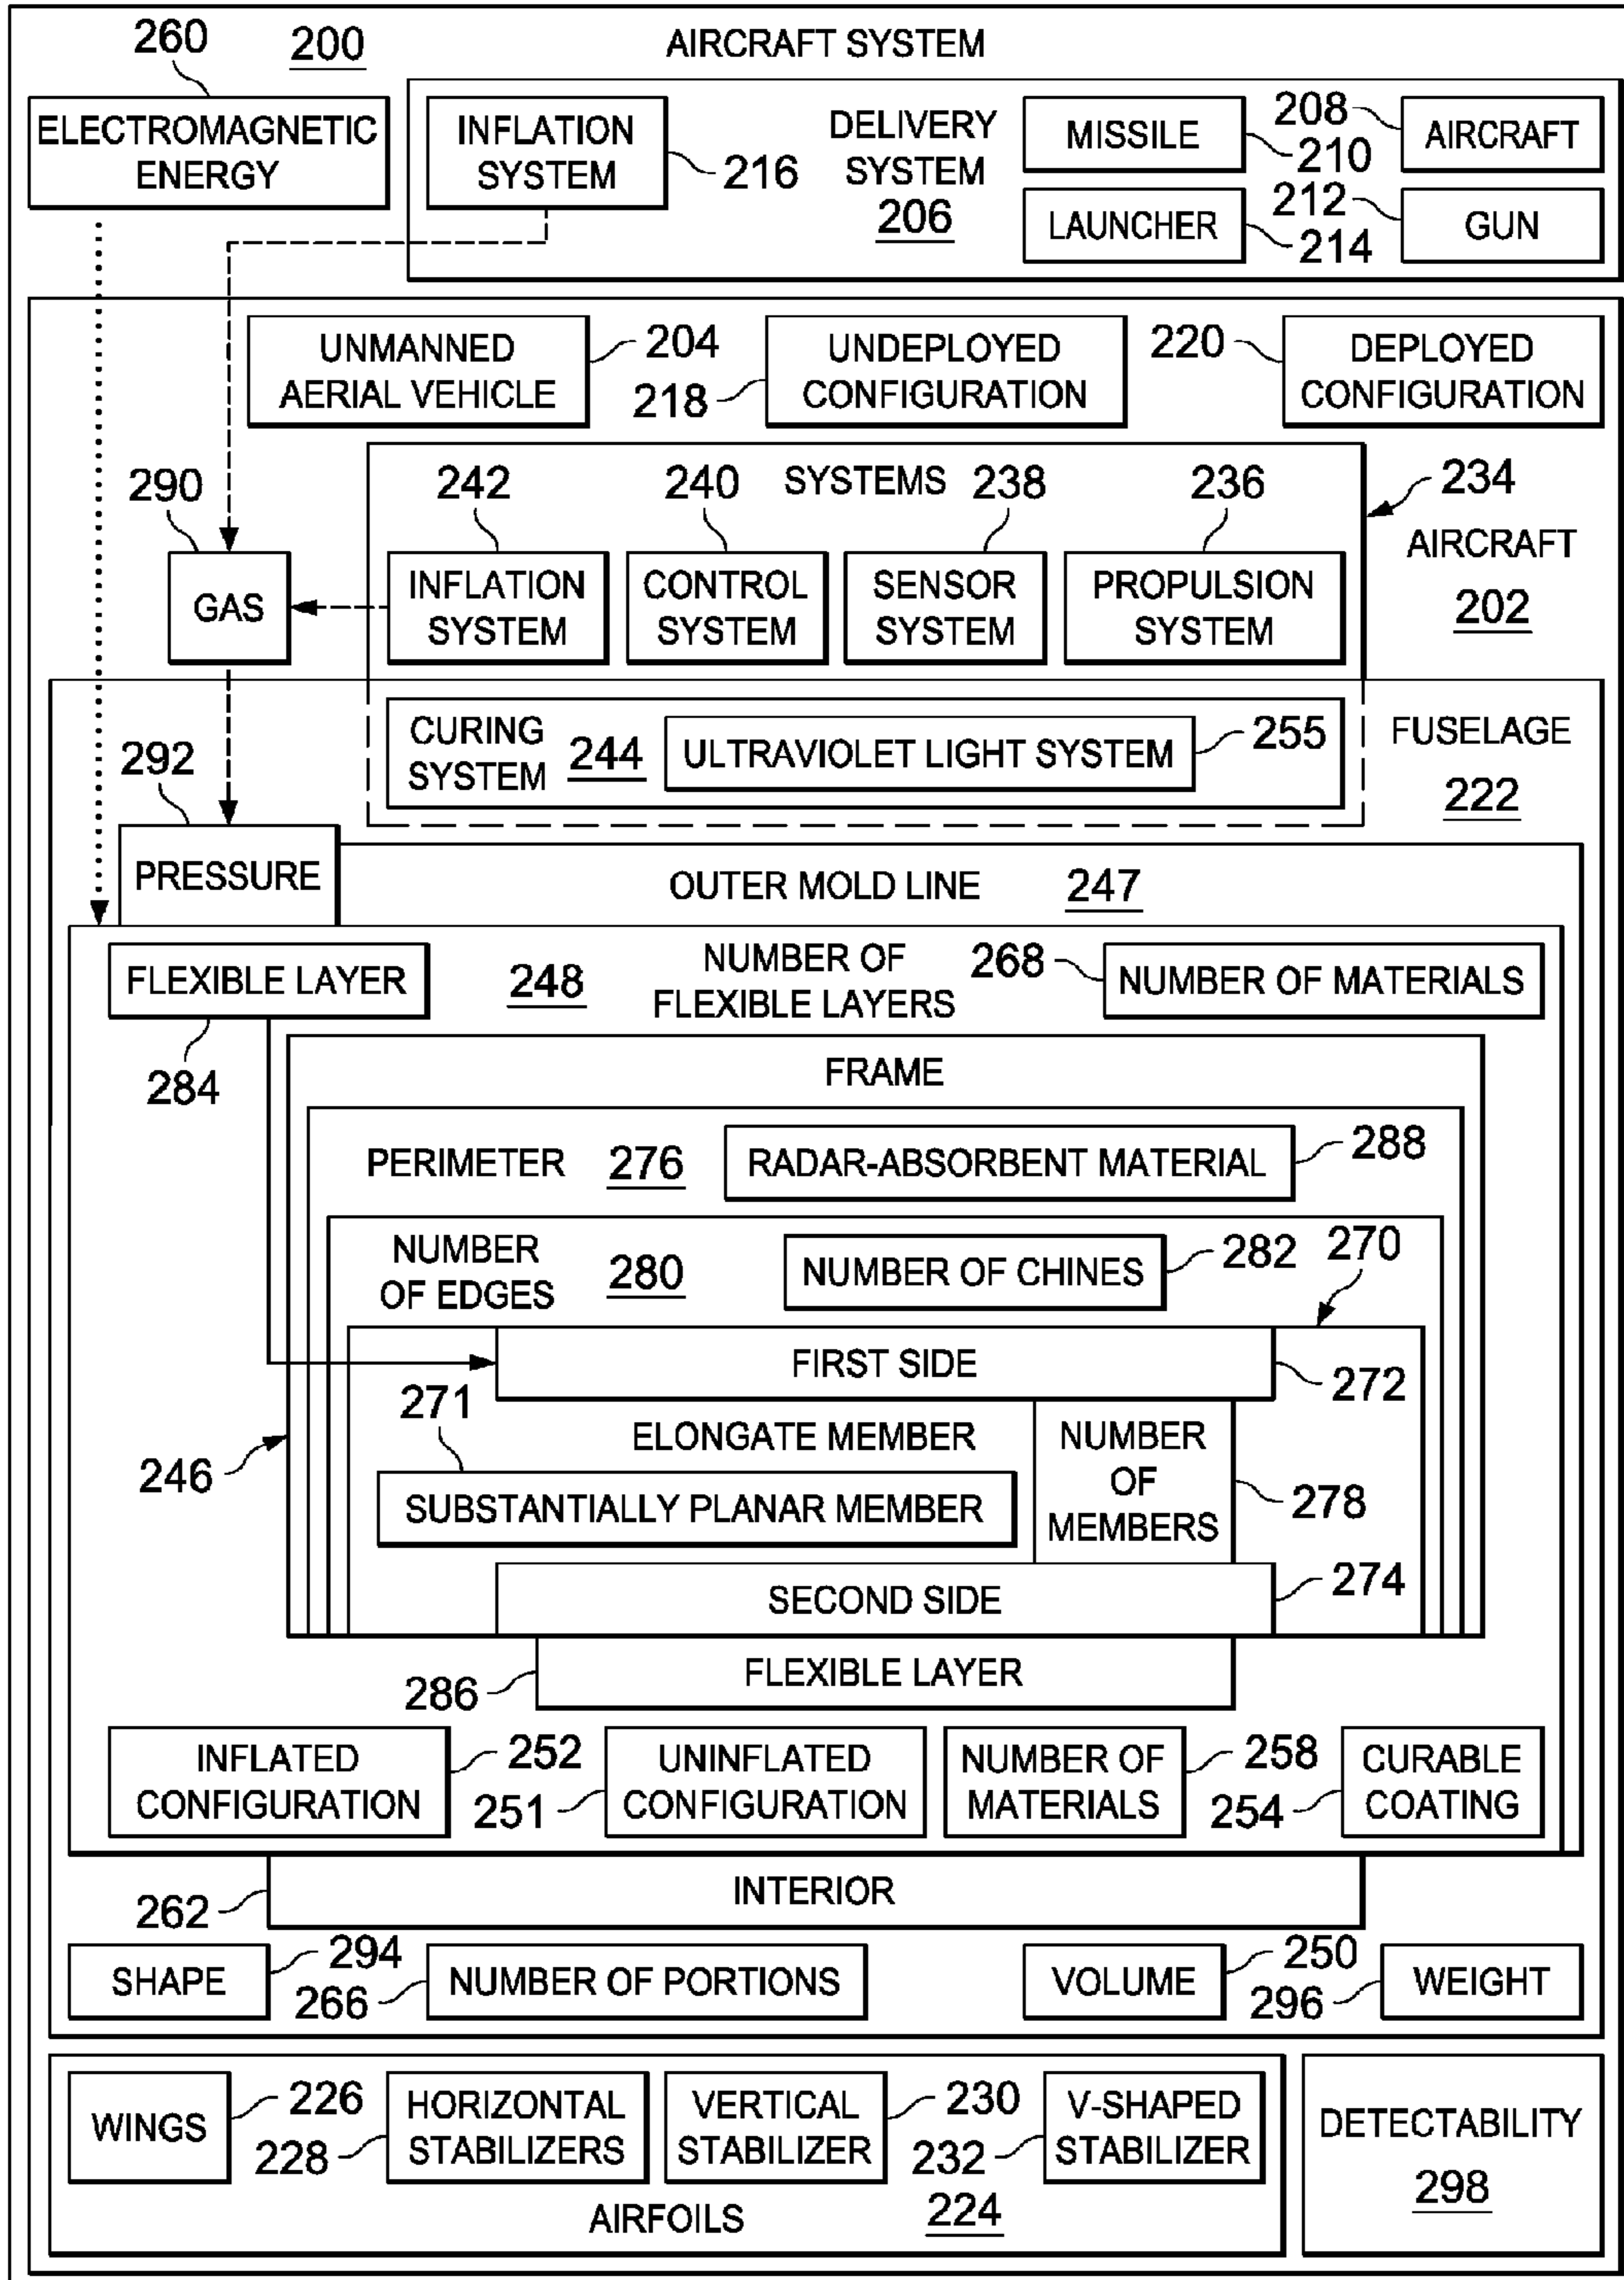 260
200
AIRCRAFT SYSTEM
ELECTROMAGNETIC
ENERGY
INFLATION
SYSTEM
216
DELIVERY
SYSTEM
206
MISSILE
210
208
AIRCRAFT
LAUNCHER
214
212
GUN
UNMANNED
AERIAL VEHICLE
204
218
UNDEPLOYED
CONFIGURATION
220
DEPLOYED
CONFIGURATION
290
GAS
242
240
SYSTEMS
238
236
234
INFLATION
SYSTEM
CONTROL
SYSTEM
SENSOR
SYSTEM
PROPULSION
SYSTEM
AIRCRAFT
202
CURING
SYSTEM
244
ULTRAVIOLET LIGHT SYSTEM
255
FUSELAGE
222
292
PRESSURE
OUTER MOLD LINE
247
FLEXIBLE LAYER
284
248
NUMBER OF
FLEXIBLE LAYERS
268
NUMBER OF MATERIALS
FRAME
PERIMETER
276
RADAR-ABSORBENT MATERIAL
288
NUMBER
OF EDGES
280
NUMBER OF CHINES
282
270
FIRST SIDE
272
271
ELONGATE MEMBER
NUMBER
OF
MEMBERS
278
246
SUBSTANTIALLY PLANAR MEMBER
SECOND SIDE
274
286
FLEXIBLE LAYER
INFLATED
CONFIGURATION
252
251
UNINFLATED
CONFIGURATION
NUMBER OF
MATERIALS
258
254
CURABLE
COATING
262
INTERIOR
SHAPE
294
266
NUMBER OF PORTIONS
VOLUME
250
296
WEIGHT
WINGS
226
228
HORIZONTAL
STABILIZERS
VERTICAL
STABILIZER
230
232
V-SHAPED
STABILIZER
AIRFOILS
224
DETECTABILITY
298